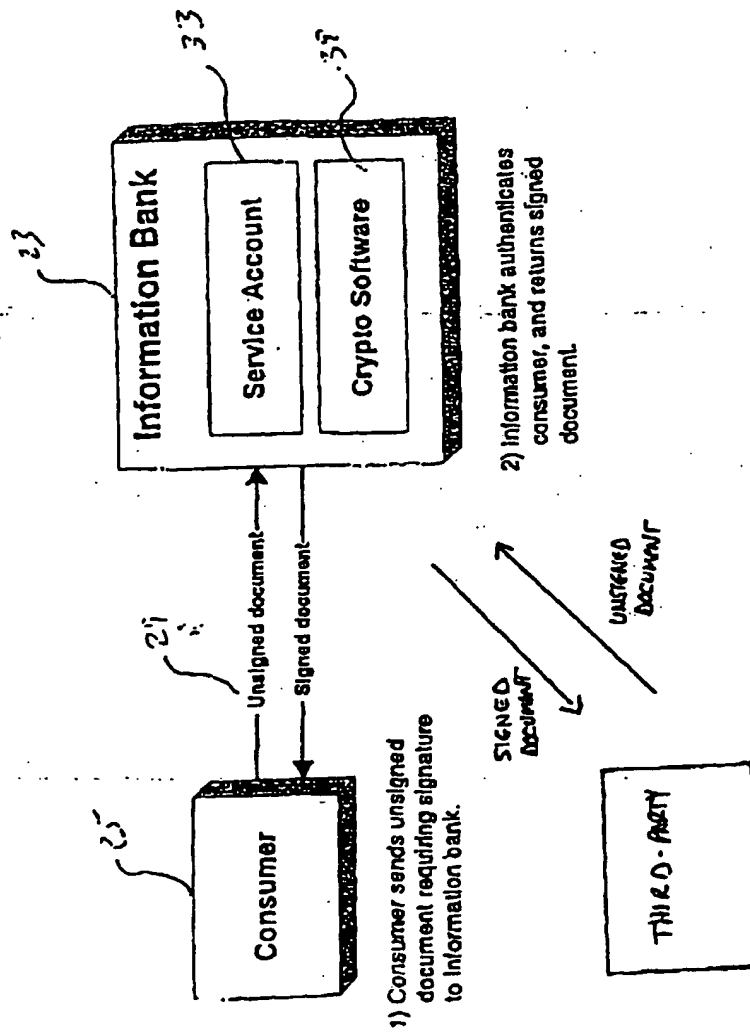 23
Information Bank
33
Service Account
Crypto Software
25
Consumer
Unsigned document
Signed document
1) Consumer sends unsigned
document requiring signature
to Information bank.
2) Information bank authenticates
consumer, and returns signed
document.
SIGNED
DOCUMENT
UNSIGNED
DOCUMENT
THIRD-PARTY